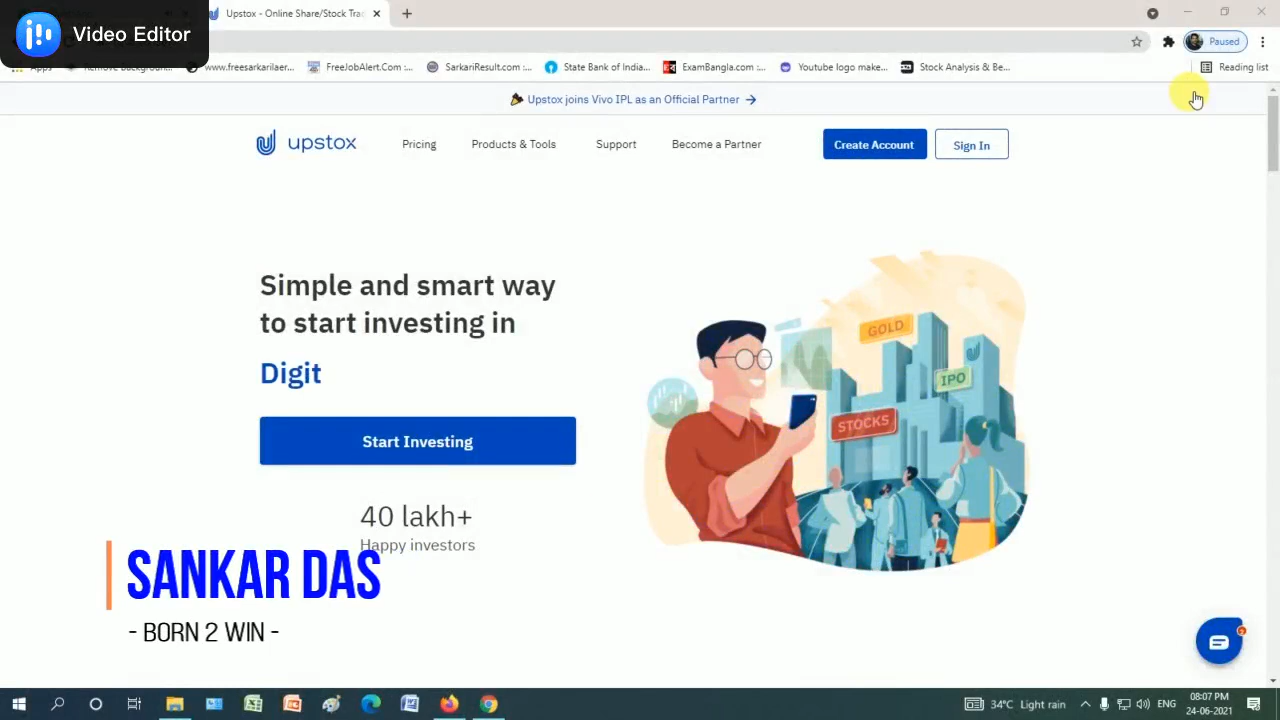 Video Editor
Upstox - Online Share/Stock Tra
Paused
Apps
Remove Background...
www.freesarkarilaer...
FreeJobAlert.Com :...
SarkariResult.com :...
State Bank of Indi...
ExamBangla.com :...
Youtube logo make...
Stock Analysis & Be...
Reading list
Upstox joins Vivo IPL as an Official Partner →
upstox
Pricing
Products & Tools
Support
Become a Partner
Create Account
Sign In
Simple and smart way
to start investing in
Digit
Start Investing
40 lakh+
Happy investors
GOLD
IPO
STOCKS
SANKAR DAS
- BORN 2 WIN -
34°C Light rain
ENG
08:07 PM
24-06-2021